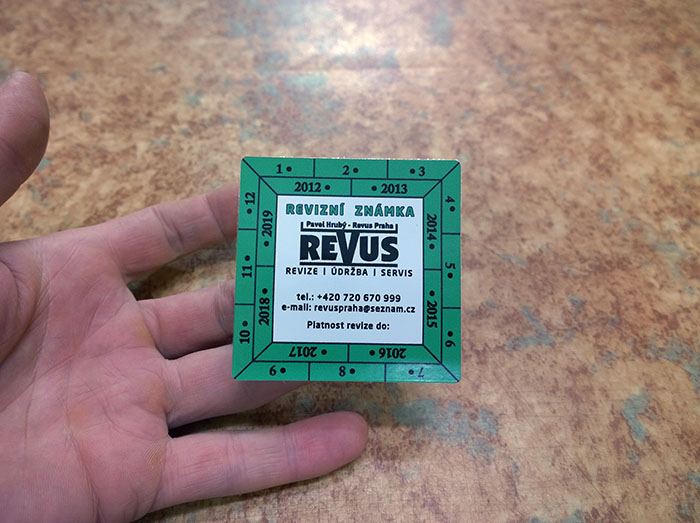 1 • 2 • • 3
2012 • • 2013
REVIZNÍ ZNÁMKA
Pavel Hrubý - Revus Praha
REVUS
REVIZE | ÚDRŽBA | SERVIS
tel.: +420 720 670 999
e-mail: revuspraha@seznam.cz
Platnost revize do:
4 •
2014 •
5 •
2015 •
6 •
• 7
• 2016
8 •
2017 •
9 •
10 •
2018 •
11 •
2019 •
12 •